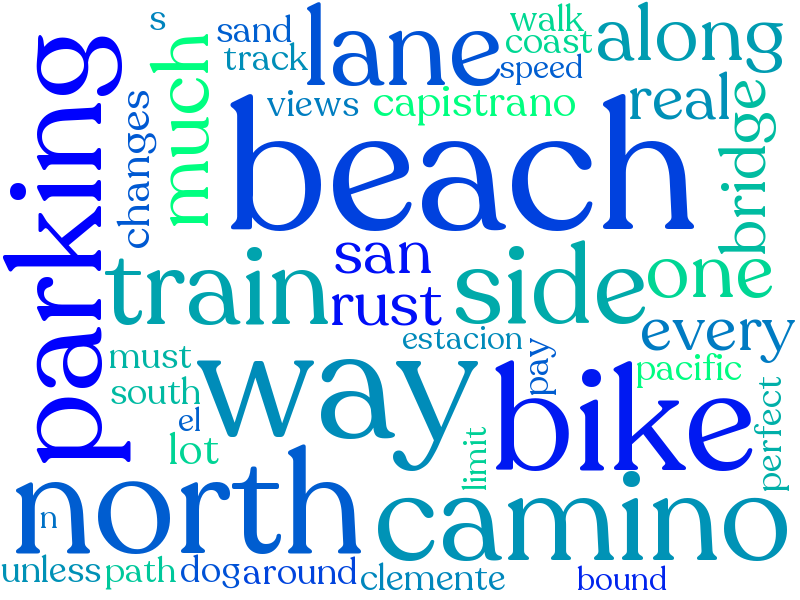 s
sand
track
lane
walk
coast
speed
along
parking
changes
much
views
capistrano
real
bridge
beach
train
san
rust
side
one
every
estacion
must
south
el
lot
way
pay
bike
pacific
limit
perfect
north
n
camino
unless
path
dog
around
clemente
bound